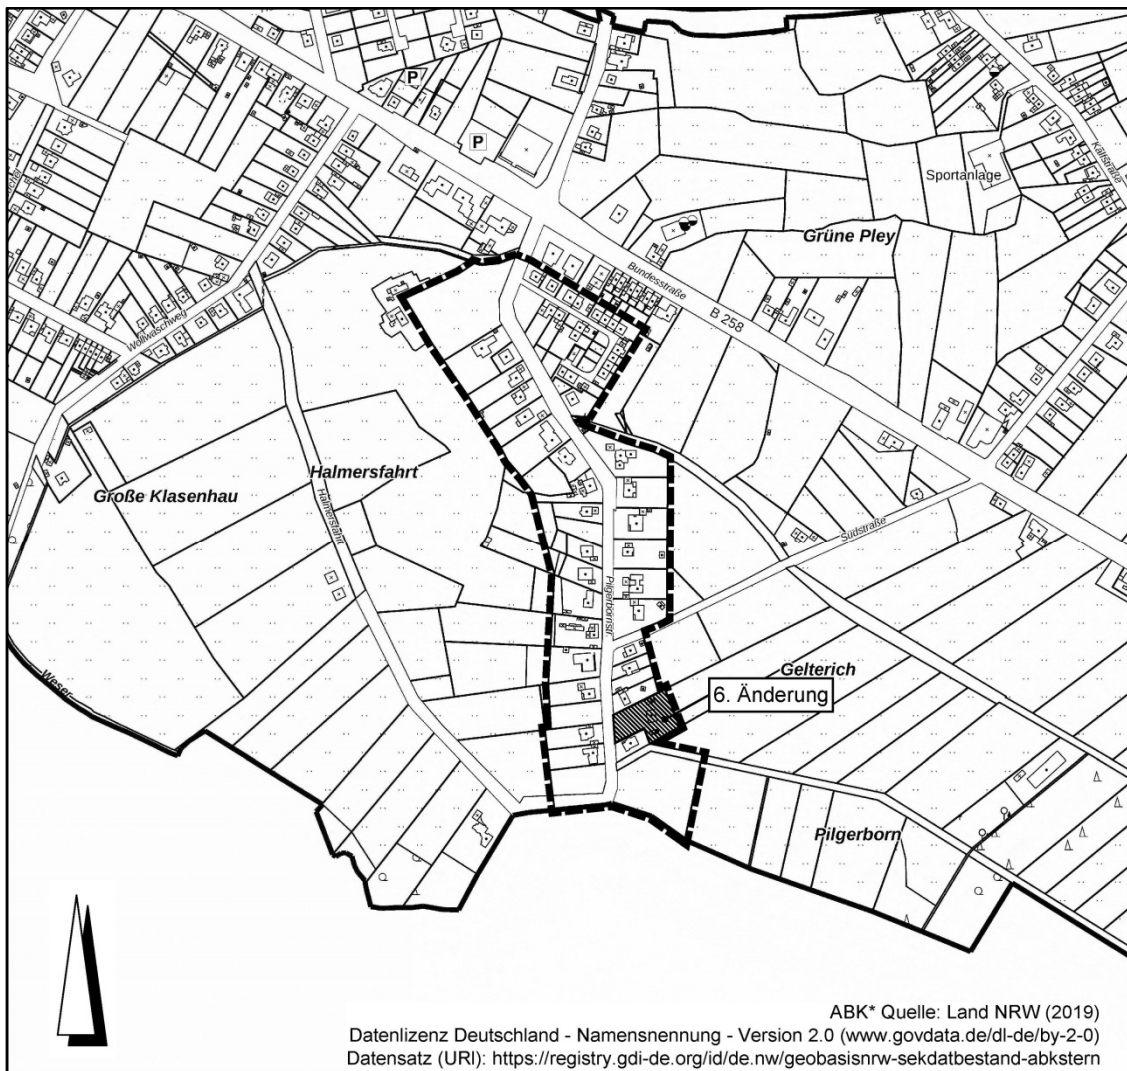 P
P
Kallstraße
Sportanlage
Grüne Pley
Bundesstraße
B 258
Wollwaschweg
Halmersfahrt
Große Klasenhau
Halmersfahrt
Südstraße
Pilgerbornstr.
Gelterich
6. Änderung
Weser
Pilgerborn
ABK* Quelle: Land NRW (2019)
Datenlizenz Deutschland - Namensnennung - Version 2.0 (www.govdata.de/dl-de/by-2-0)
Datensatz (URI): https://registry.gdi-de.org/id/de.nw/geobasisnrw-sekdatbestand-abkstern